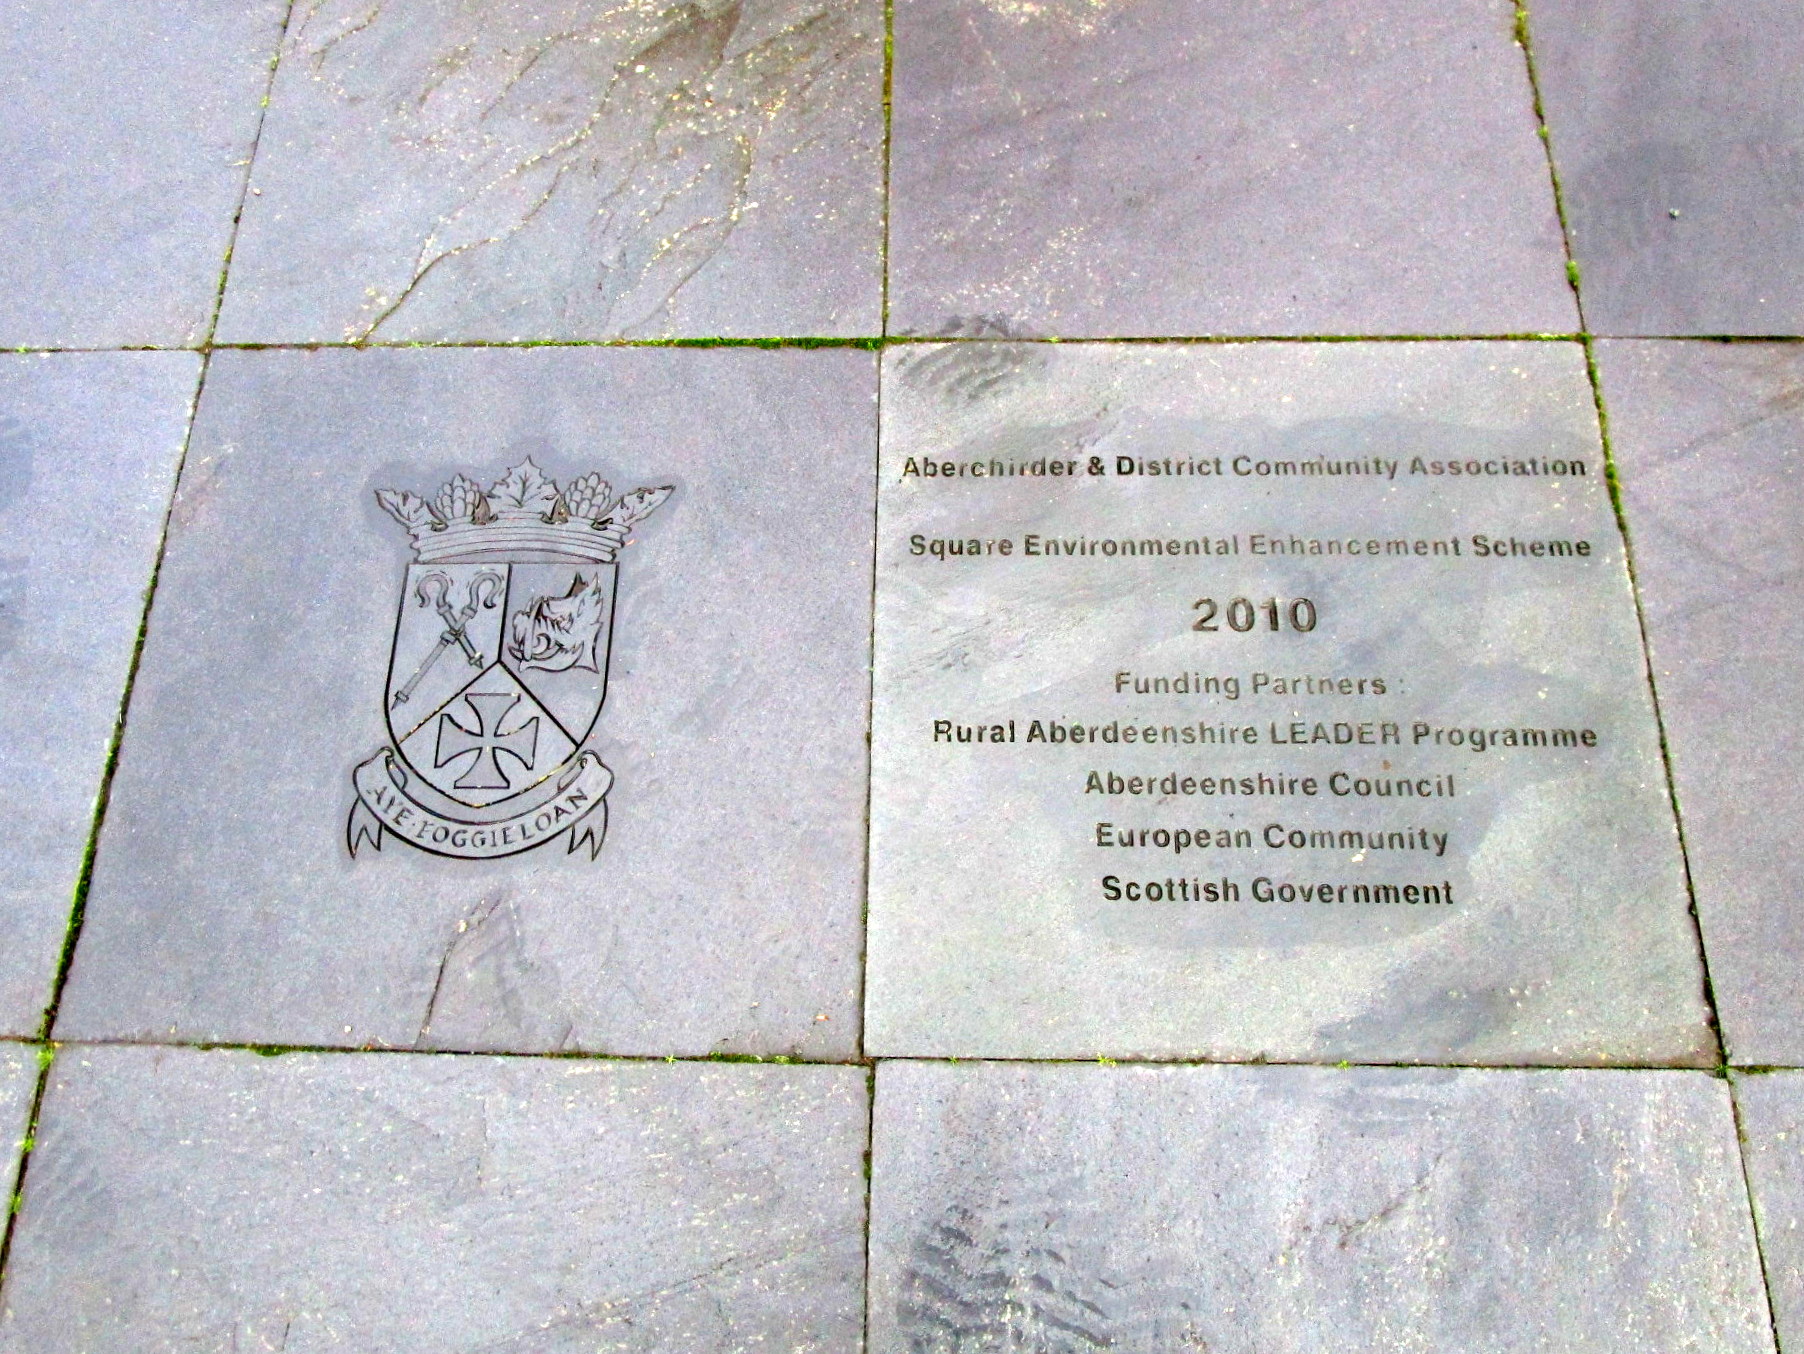 AYE·FOGGIELOAN
Aberchirder & District Community Association
Square Environmental Enhancement Scheme
2010
Funding Partners :
Rural Aberdeenshire LEADER Programme
Aberdeenshire Council
European Community
Scottish Government